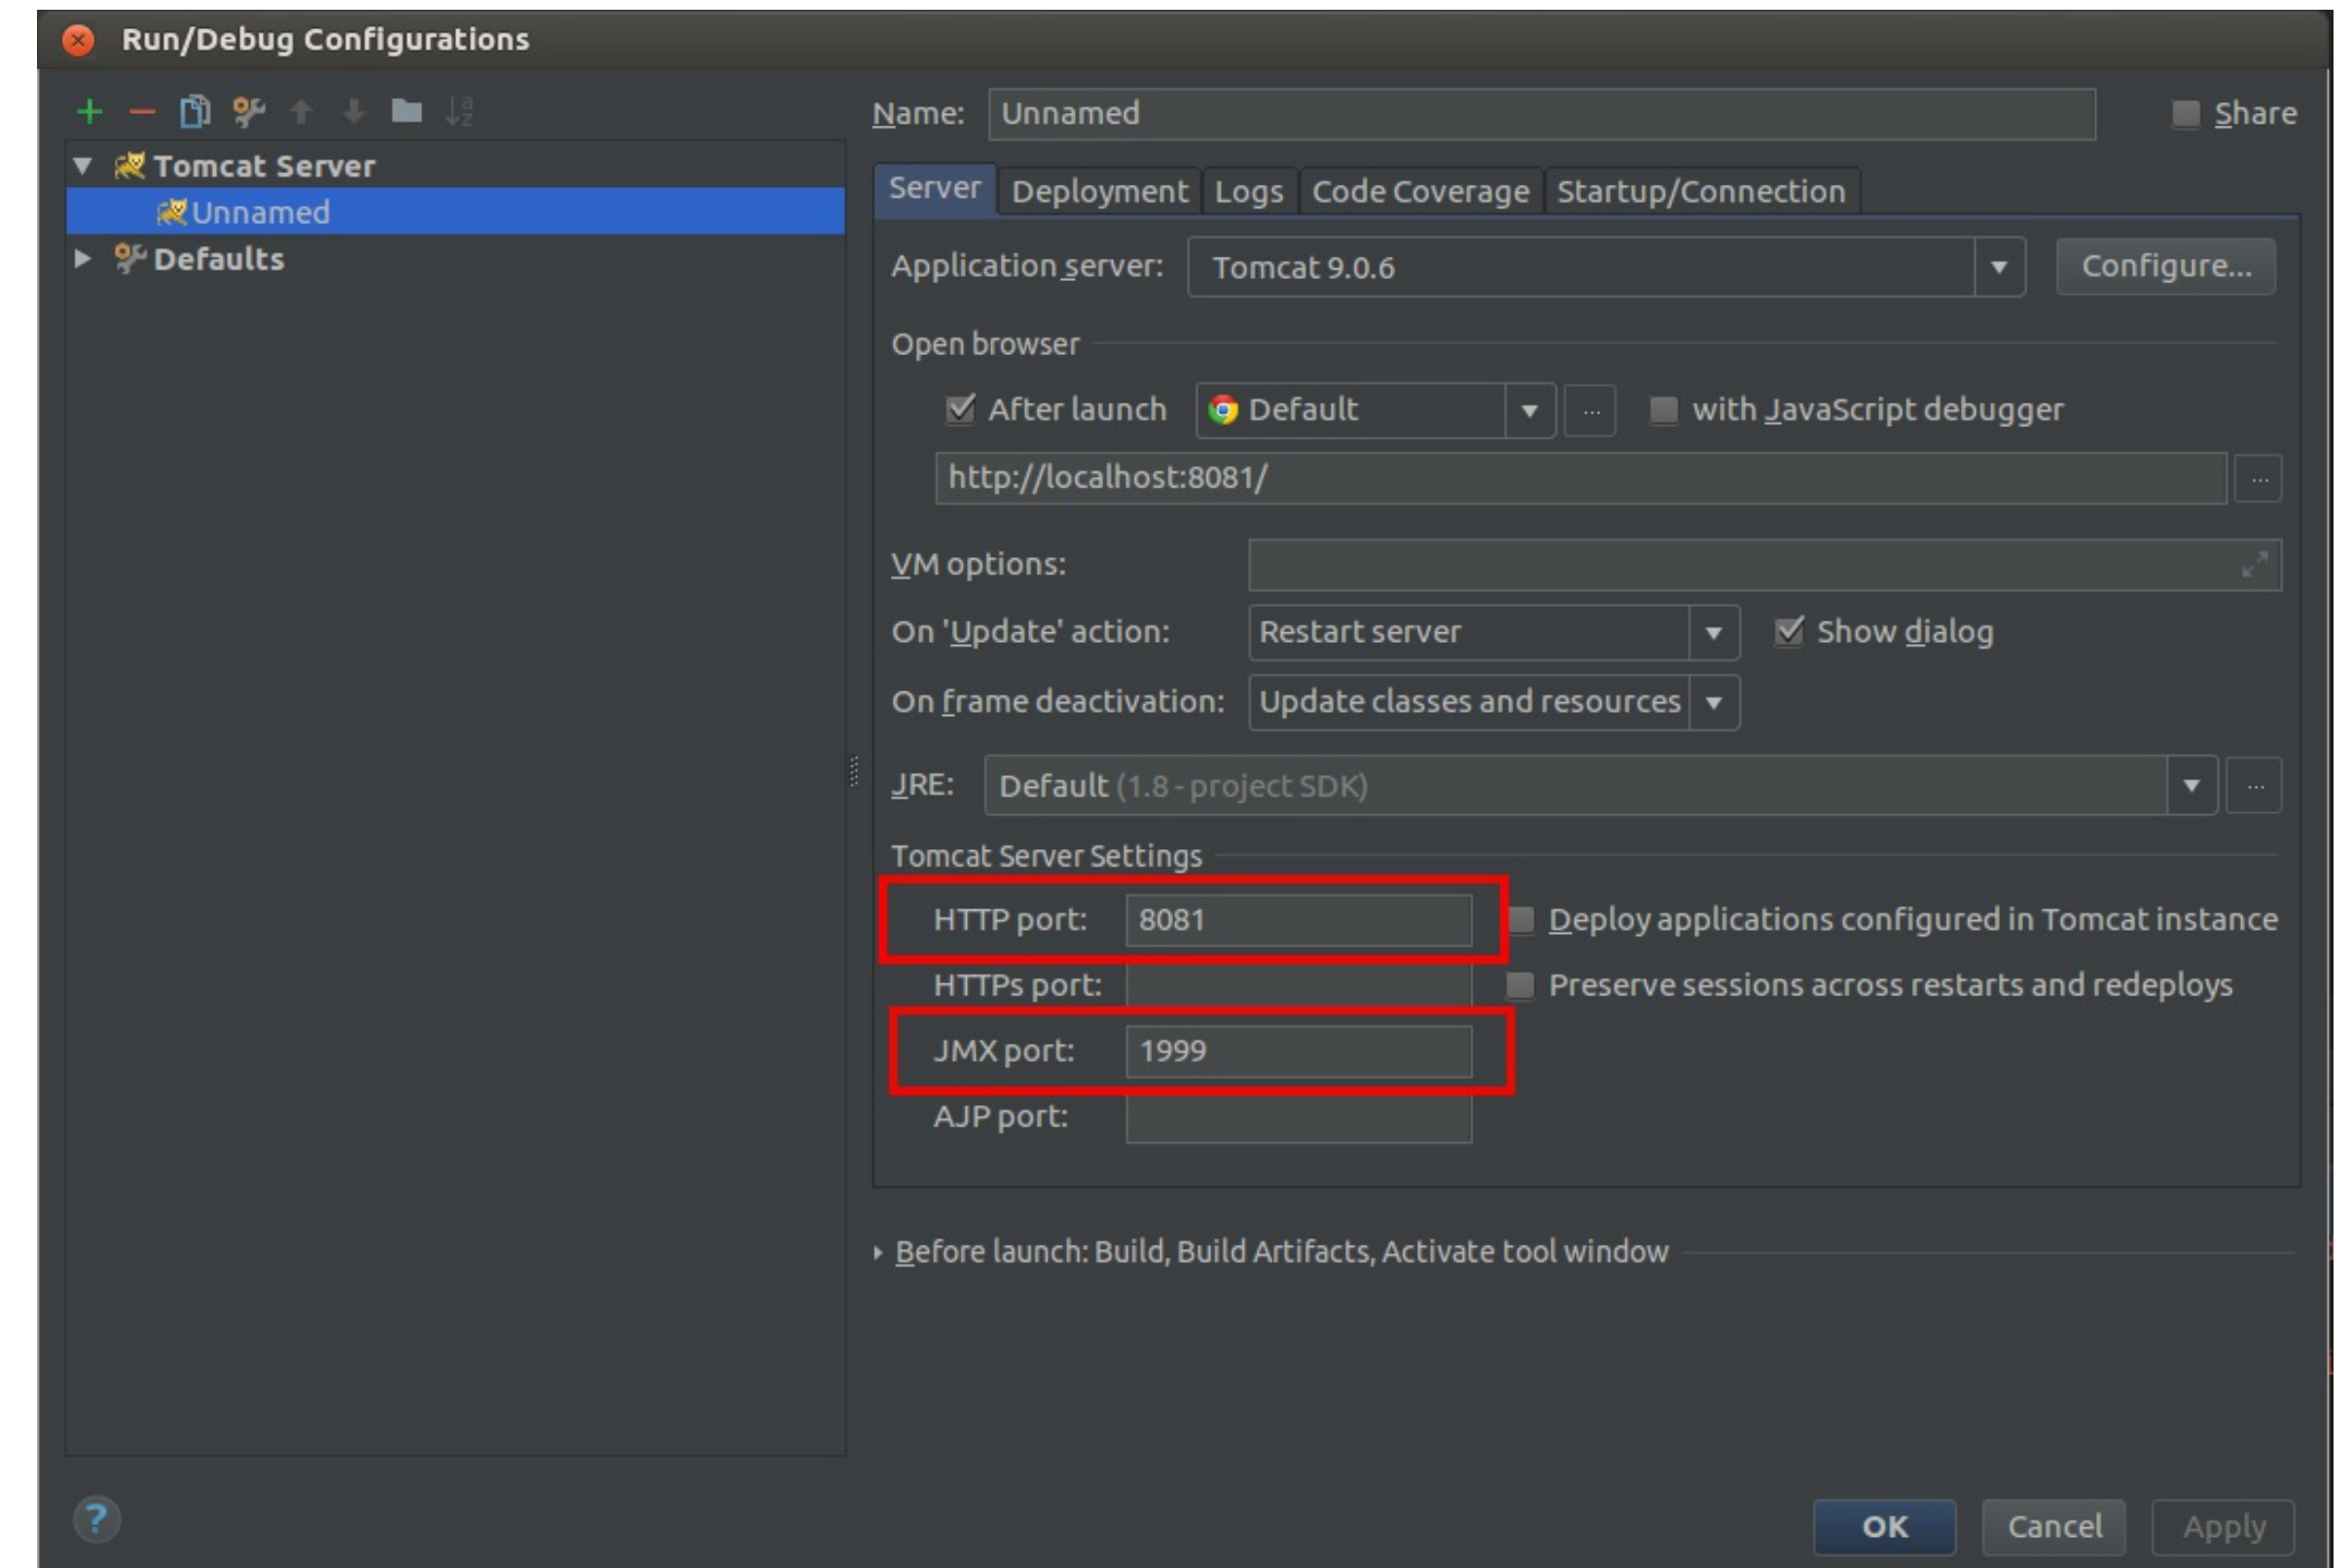 Run/Debug Configurations
Name: Unnamed Share
Tomcat Server
Unnamed
Defaults
Server Deployment Logs Code Coverage Startup/Connection
Application server: Tomcat 9.0.6 Configure...
Open browser
After launch Default ... with JavaScript debugger
http://localhost:8081/ ...
VM options:
On 'Update' action: Restart server Show dialog
On frame deactivation: Update classes and resources
JRE: Default (1.8 - project SDK) ...
Tomcat Server Settings
HTTP port: 8081 Deploy applications configured in Tomcat instance
HTTPs port: Preserve sessions across restarts and redeploys
JMX port: 1999
AJP port:
Before launch: Build, Build Artifacts, Activate tool window
? OK Cancel Apply